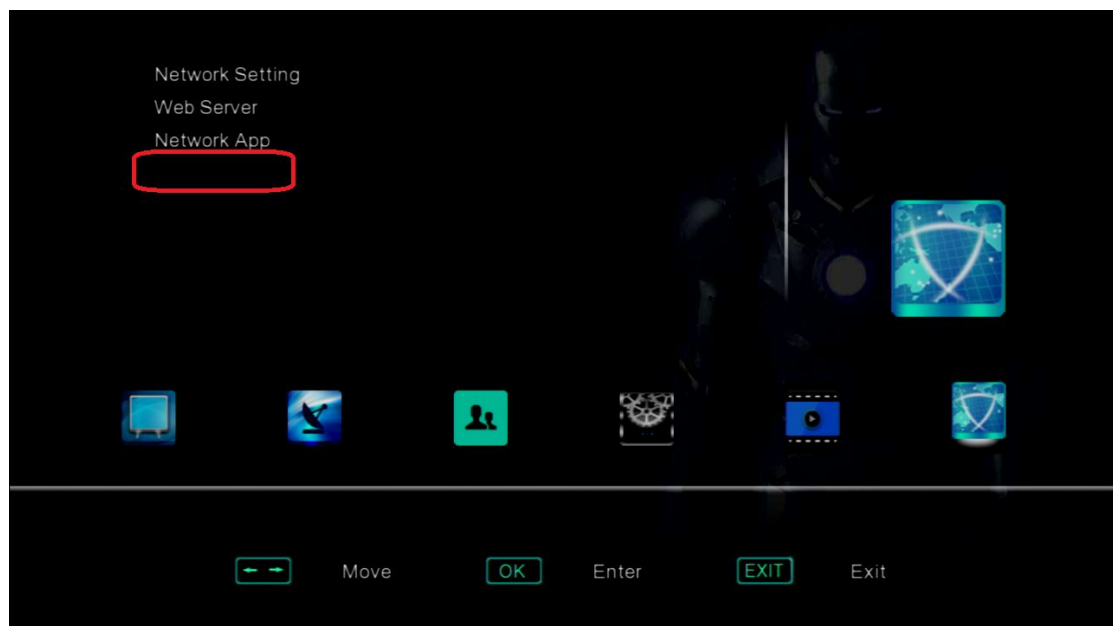 Network Setting
Web Server
Network App
← → Move OK Enter EXIT Exit